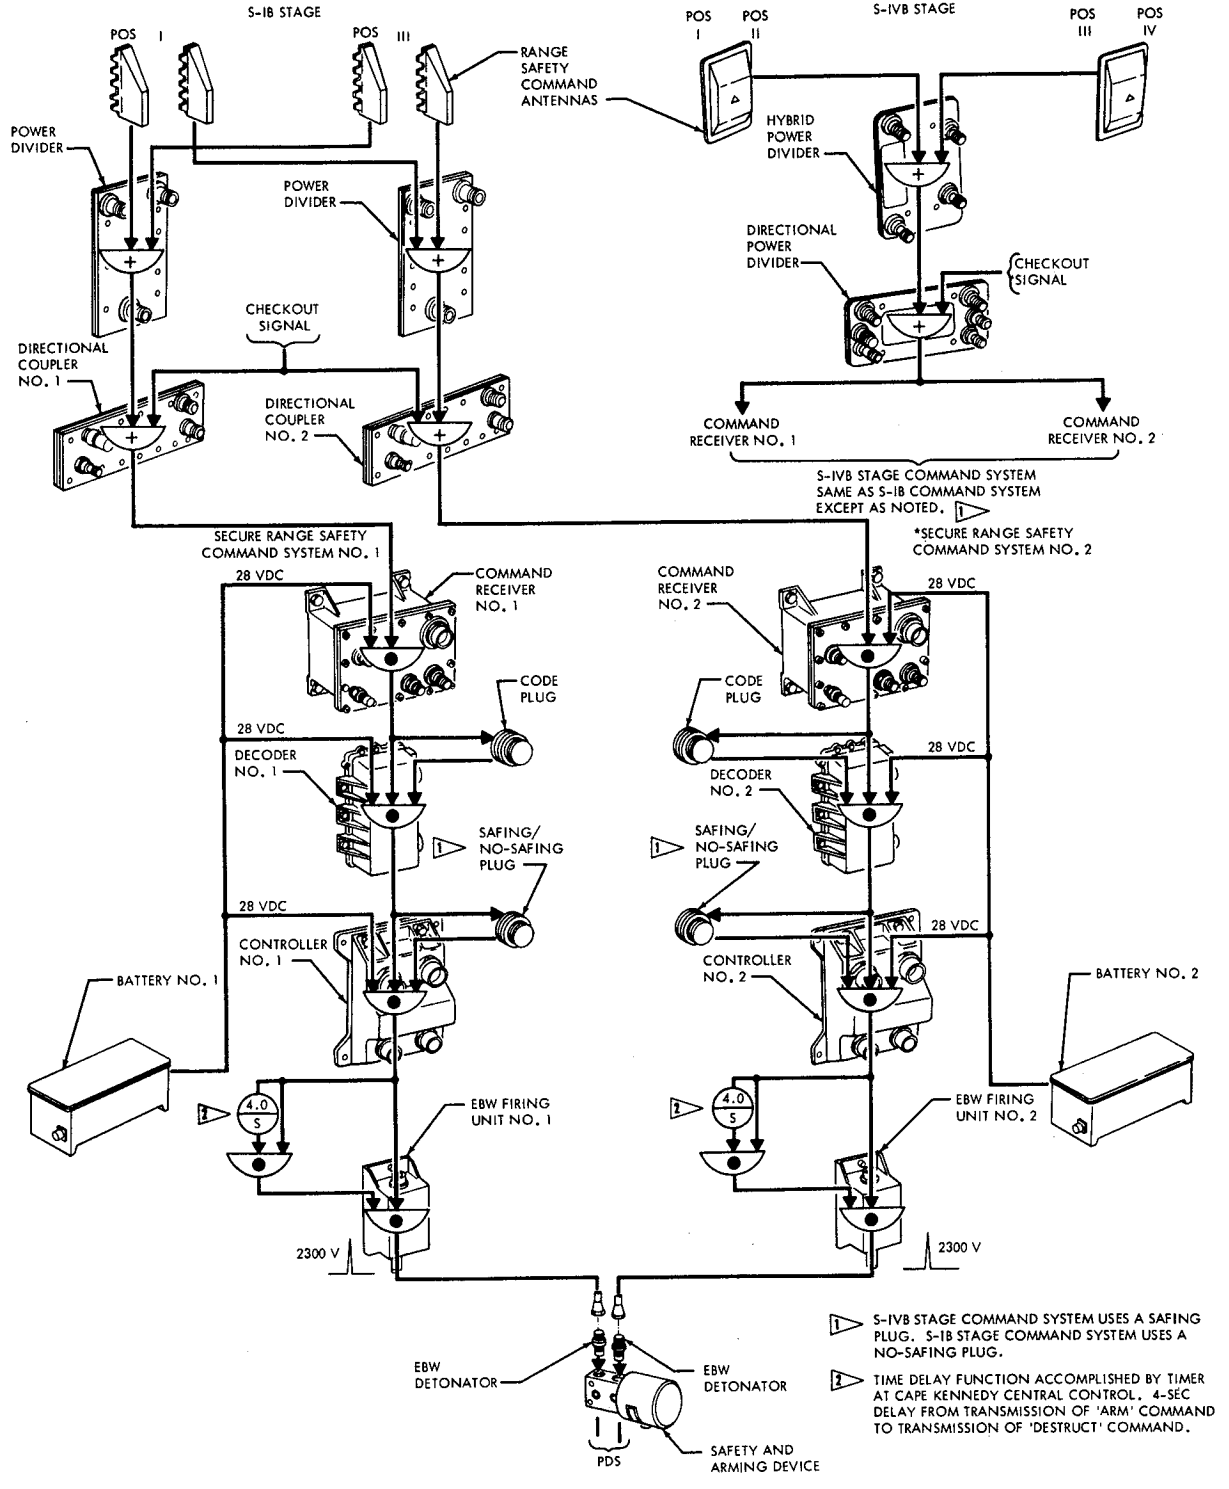 S-IB STAGE
S-IVB STAGE
POS I
POS III
POS I
POS II
POS III
POS IV
RANGE
SAFETY
COMMAND
ANTENNAS
POWER
DIVIDER
POWER
DIVIDER
HYBRID
POWER
DIVIDER
DIRECTIONAL
POWER
DIVIDER
CHECKOUT
SIGNAL
CHECKOUT
SIGNAL
DIRECTIONAL
COUPLER
NO. 1
DIRECTIONAL
COUPLER
NO. 2
COMMAND
RECEIVER NO. 1
COMMAND
RECEIVER NO. 2
S-IVB STAGE COMMAND SYSTEM
SAME AS S-IB COMMAND SYSTEM
EXCEPT AS NOTED. 1
*SECURE RANGE SAFETY
COMMAND SYSTEM NO. 2
SECURE RANGE SAFETY
COMMAND SYSTEM NO. 1
28 VDC
COMMAND
RECEIVER
NO. 1
COMMAND
RECEIVER
NO. 2
28 VDC
CODE
PLUG
CODE
PLUG
28 VDC
DECODER
NO. 1
28 VDC
DECODER
NO. 2
1
SAFING/
NO-SAFING
PLUG
1
SAFING/
NO-SAFING
PLUG
28 VDC
CONTROLLER
NO. 1
28 VDC
CONTROLLER
NO. 2
BATTERY NO. 1
BATTERY NO. 2
2
4.0
S
EBW FIRING
UNIT NO. 1
2
4.0
S
EBW FIRING
UNIT NO. 2
2300 V
2300 V
EBW
DETONATOR
EBW
DETONATOR
SAFETY AND
ARMING DEVICE
PDS
1 S-IVB STAGE COMMAND SYSTEM USES A SAFING
PLUG. S-IB STAGE COMMAND SYSTEM USES A
NO-SAFING PLUG.
2 TIME DELAY FUNCTION ACCOMPLISHED BY TIMER
AT CAPE KENNEDY CENTRAL CONTROL. 4-SEC
DELAY FROM TRANSMISSION OF 'ARM' COMMAND
TO TRANSMISSION OF 'DESTRUCT' COMMAND.